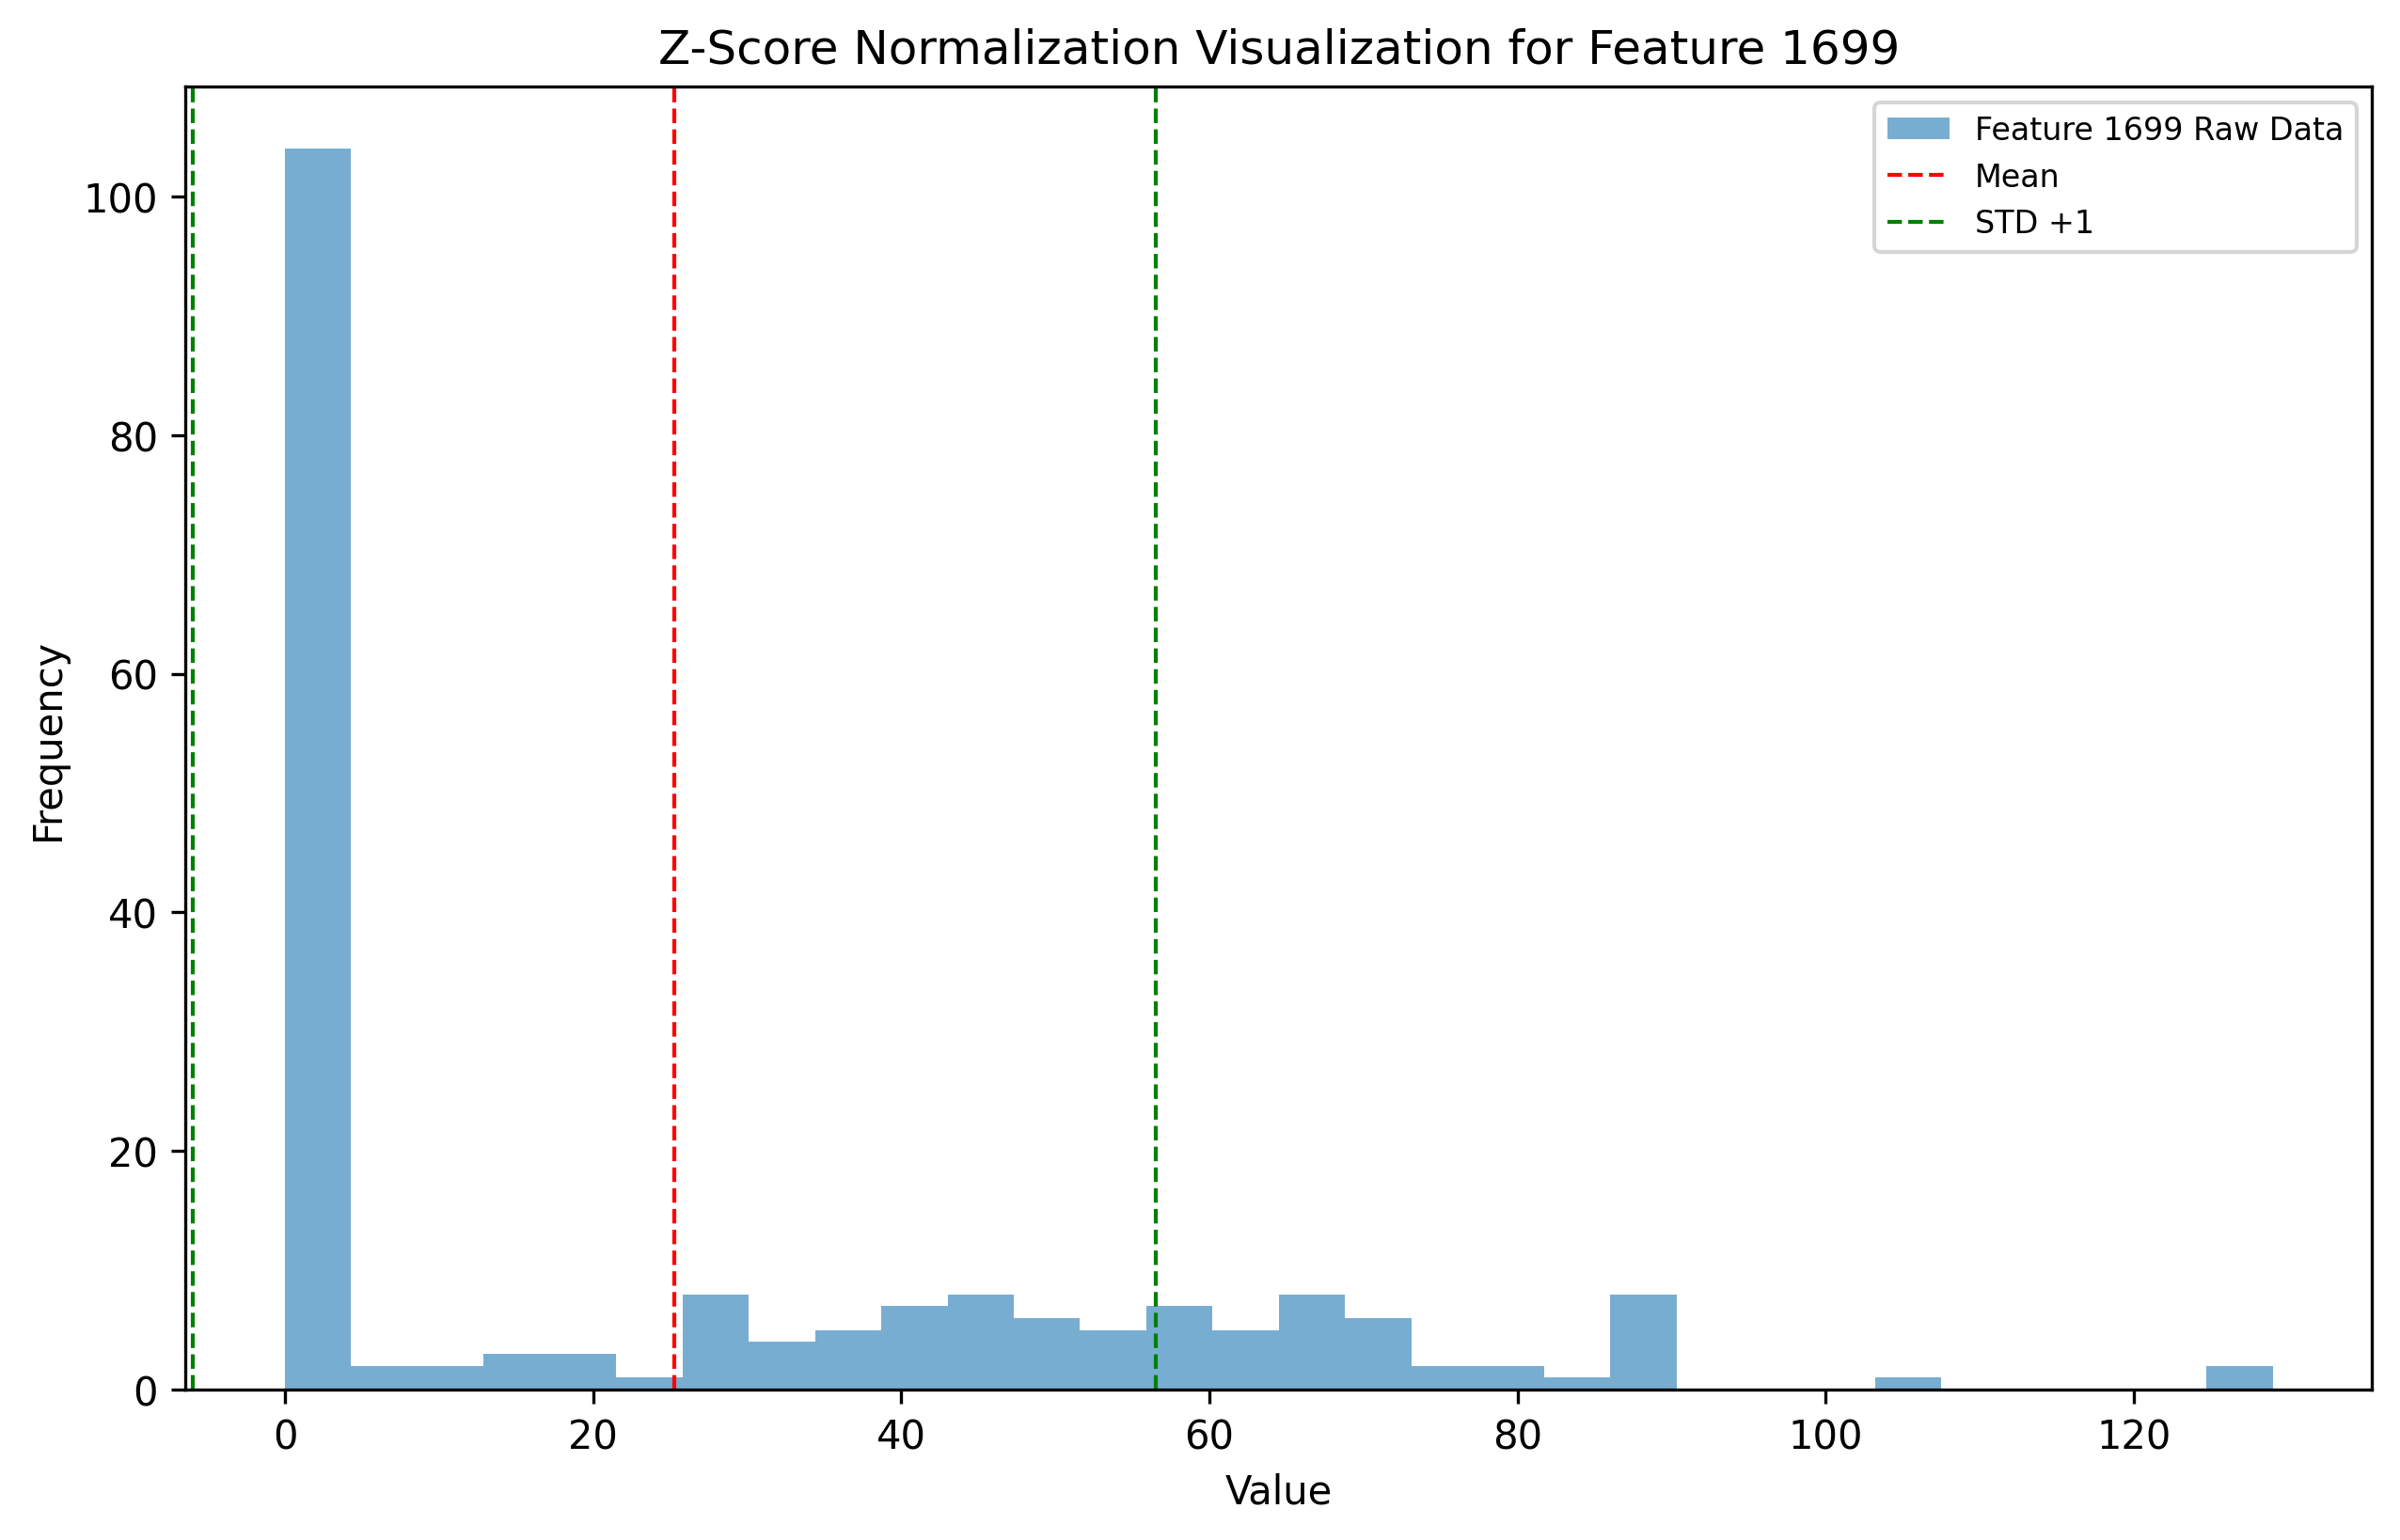 Z-Score Normalization Visualization for Feature 1699
Feature 1699 Raw Data
Mean
STD +1
100
80
60
40
20
0
Frequency
0 20 40 60 80 100 120
Value